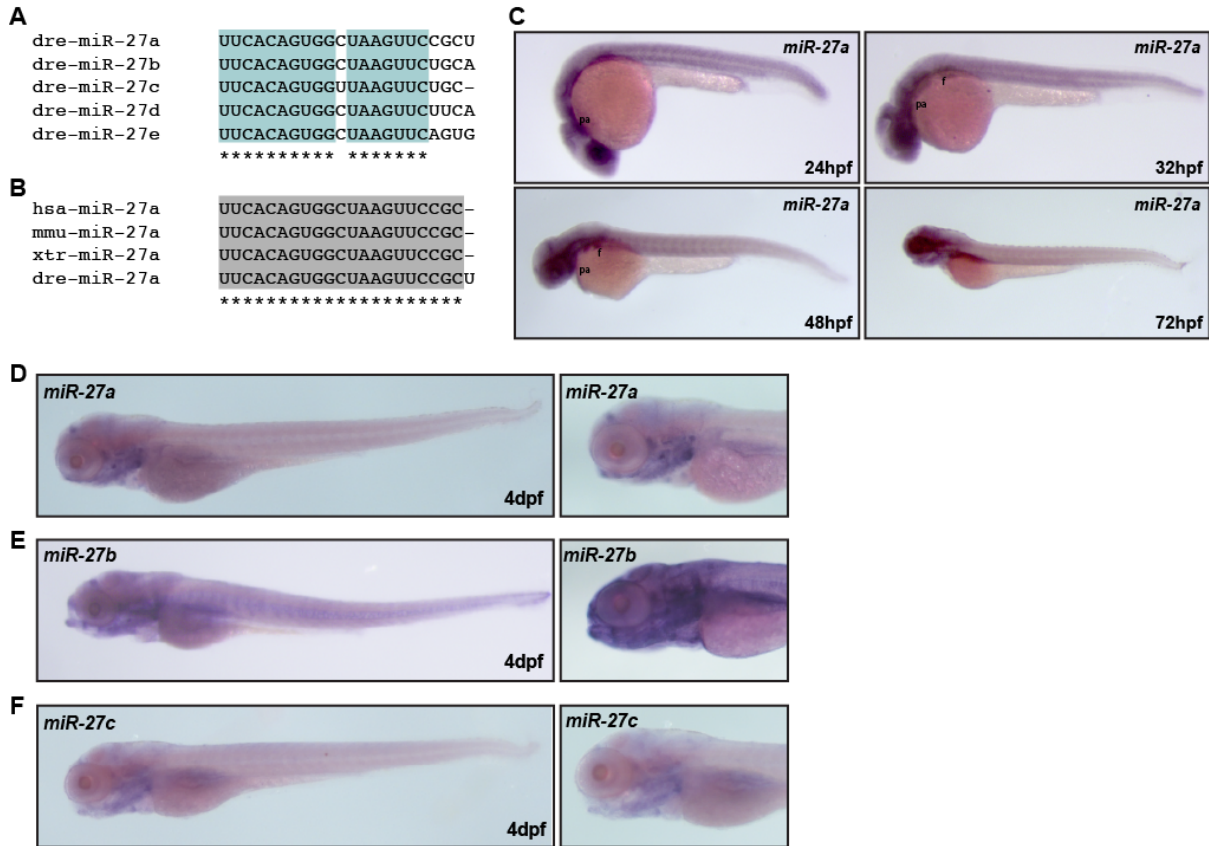 A
dre-miR-27a UUCACAGUGGCUAAGUUCCGCU
dre-miR-27b UUCACAGUGGCUAAGUUCUGCA
dre-miR-27c UUCACAGUGGUUAAGUUCUGC-
dre-miR-27d UUCACAGUGGCUAAGUUCUUCA
dre-miR-27e UUCACAGUGGCUAAGUUCAGUG
********** *******
B
hsa-miR-27a UUCACAGUGGCUAAGUUCCGC-
mmu-miR-27a UUCACAGUGGCUAAGUUCCGC-
xtr-miR-27a UUCACAGUGGCUAAGUUCCGC-
dre-miR-27a UUCACAGUGGCUAAGUUCCGCU
*********************
C
miR-27a
pa
24hpf
miR-27a
f
pa
32hpf
miR-27a
f
pa
48hpf
miR-27a
72hpf
D
miR-27a
4dpf
miR-27a
E
miR-27b
4dpf
miR-27b
F
miR-27c
4dpf
miR-27c